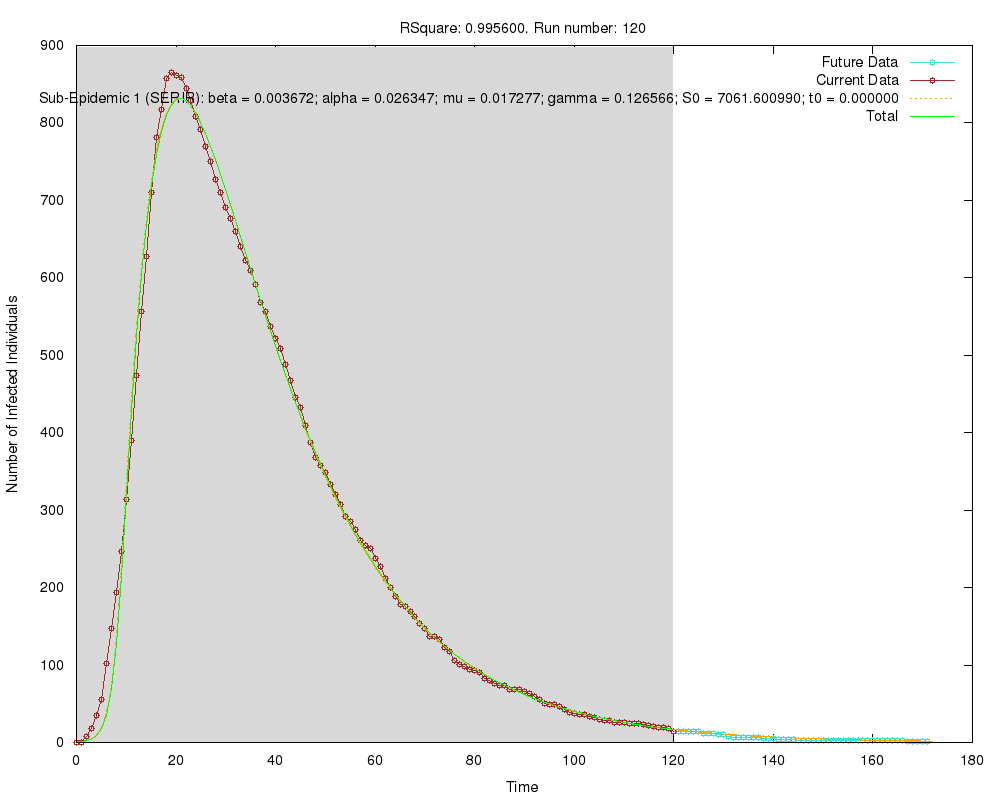 RSquare: 0.995600. Run number: 120
900
800
700
600
500
400
300
200
100
0
Number of Infected Individuals
Future Data
Current Data
Sub-Epidemic 1 (SEPIR): beta = 0.003672; alpha = 0.026347; mu = 0.017277; gamma = 0.126566; S0 = 7061.600990; t0 = 0.000000
Total
0 20 40 60 80 100 120 140 160 180
Time